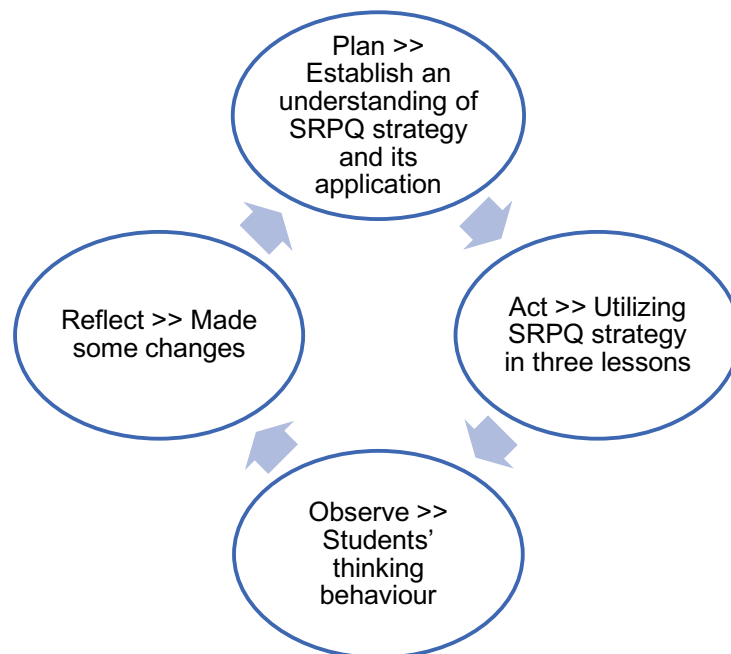 Plan >>
Establish an
understanding of
SRPQ strategy
and its
application
Act >> Utilizing
SRPQ strategy
in three lessons
Observe >>
Students’
thinking
behaviour
Reflect >> Made
some changes